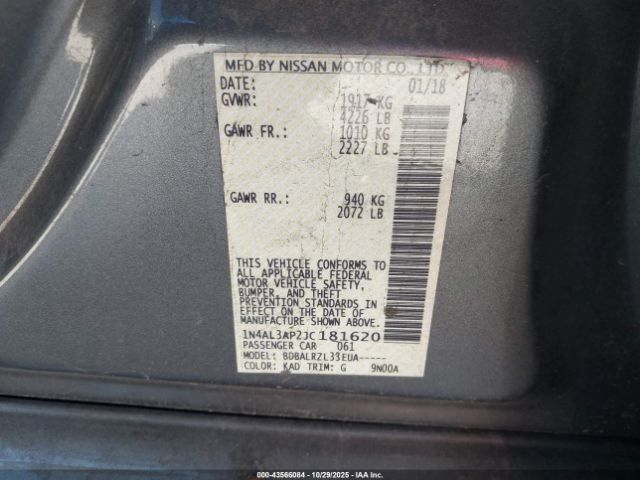 MFD BY NISSAN MOTOR CO., LTD.
DATE: 01/18
GVWR: 1917 KG
4226 LB
GAWR FR.: 1010 KG
2227 LB
GAWR RR.: 940 KG
2072 LB
THIS VEHICLE CONFORMS TO
ALL APPLICABLE FEDERAL
MOTOR VEHICLE SAFETY,
BUMPER, AND THEFT
PREVENTION STANDARDS IN
EFFECT ON THE DATE OF
MANUFACTURE SHOWN ABOVE.
1N4AL3AP2JC181620
PASSENGER CAR 061
MODEL: BDBALRZL33EUA-----
COLOR: KAD TRIM: G 9N00A
000-43566084 | 10/29/2025 | IAA Inc.